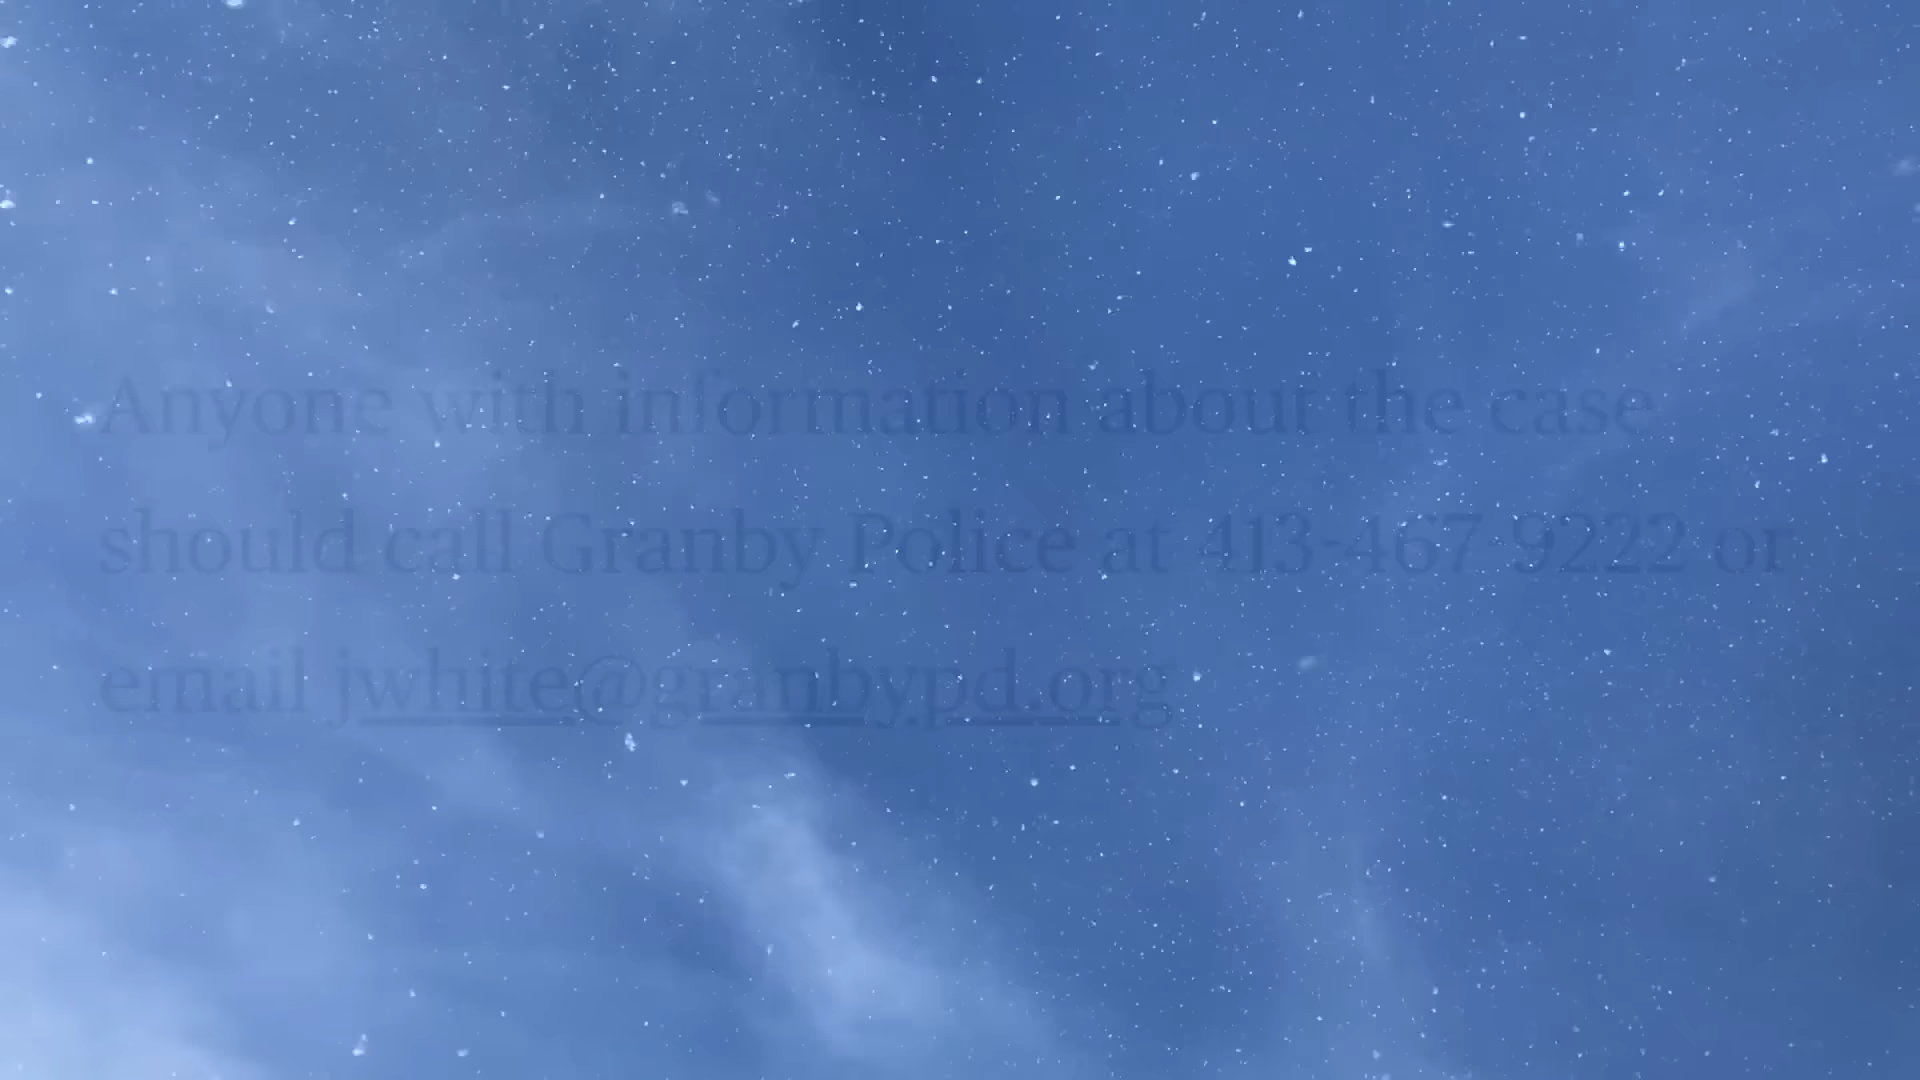 Anyone with information about the case
should call Granby Police at 413-467-9222 or
email jwhite@granbypd.org